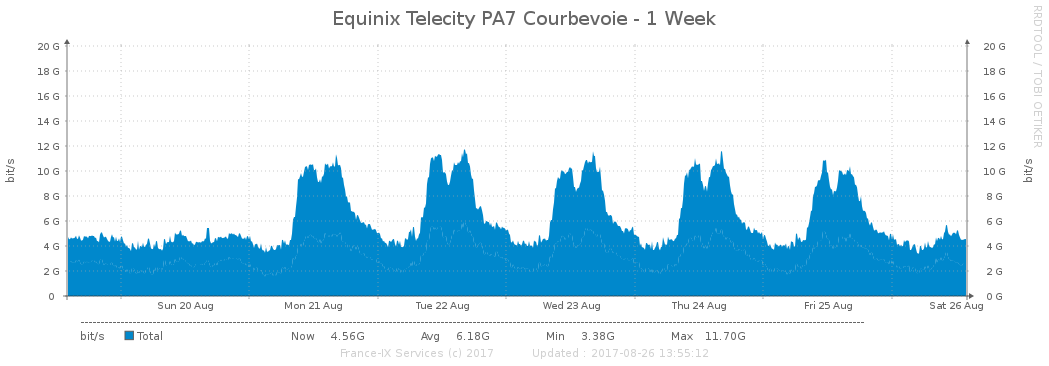 Equinix Telecity PA7 Courbevoie - 1 Week
RRDTOOL / TOBI OETIKER
bit/s
20 G 20 G
18 G 18 G
16 G 16 G
14 G 14 G
12 G 12 G
10 G 10 G
8 G 8 G
6 G 6 G
4 G 4 G
2 G 2 G
0 0 G
bit/s
Sun 20 Aug Mon 21 Aug Tue 22 Aug Wed 23 Aug Thu 24 Aug Fri 25 Aug Sat 26 Aug
bit/s Total Now 4.56G Avg 6.18G Min 3.38G Max 11.70G
France-IX Services (c) 2017 Updated : 2017-08-26 13:55:12